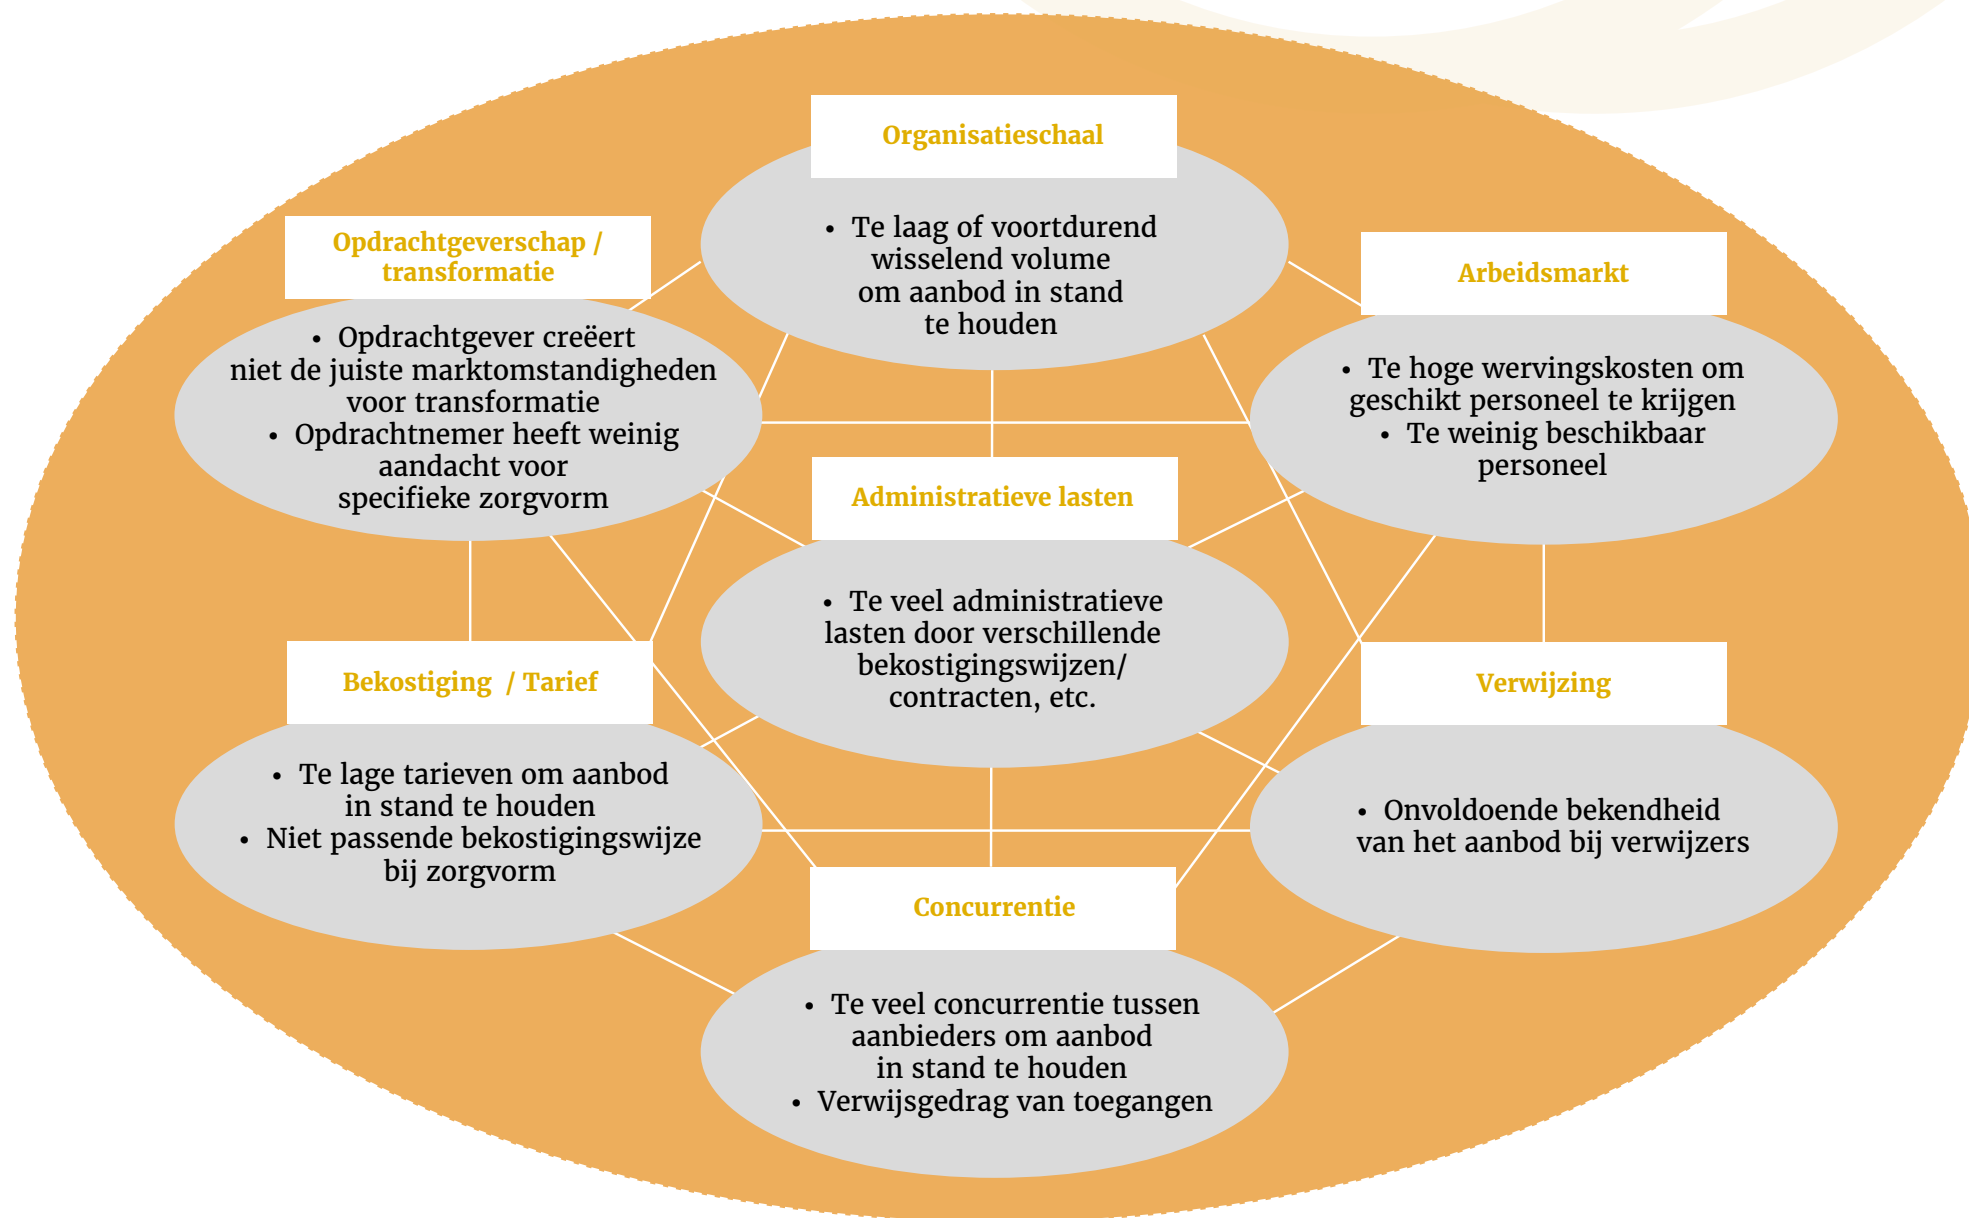 Organisatieschaal
• Te laag of voortdurend
wisselend volume
om aanbod in stand
te houden
Opdrachtgeverschap /
transformatie
• Opdrachtgever creëert
niet de juiste marktomstandigheden
voor transformatie
• Opdrachtnemer heeft weinig
aandacht voor
specifieke zorgvorm
Arbeidsmarkt
• Te hoge wervingskosten om
geschikt personeel te krijgen
• Te weinig beschikbaar
personeel
Administratieve lasten
• Te veel administratieve
lasten door verschillende
bekostigingswijzen/
contracten, etc.
Bekostiging / Tarief
• Te lage tarieven om aanbod
in stand te houden
• Niet passende bekostigingswijze
bij zorgvorm
Verwijzing
• Onvoldoende bekendheid
van het aanbod bij verwijzers
Concurrentie
• Te veel concurrentie tussen
aanbieders om aanbod
in stand te houden
• Verwijsgedrag van toegangen